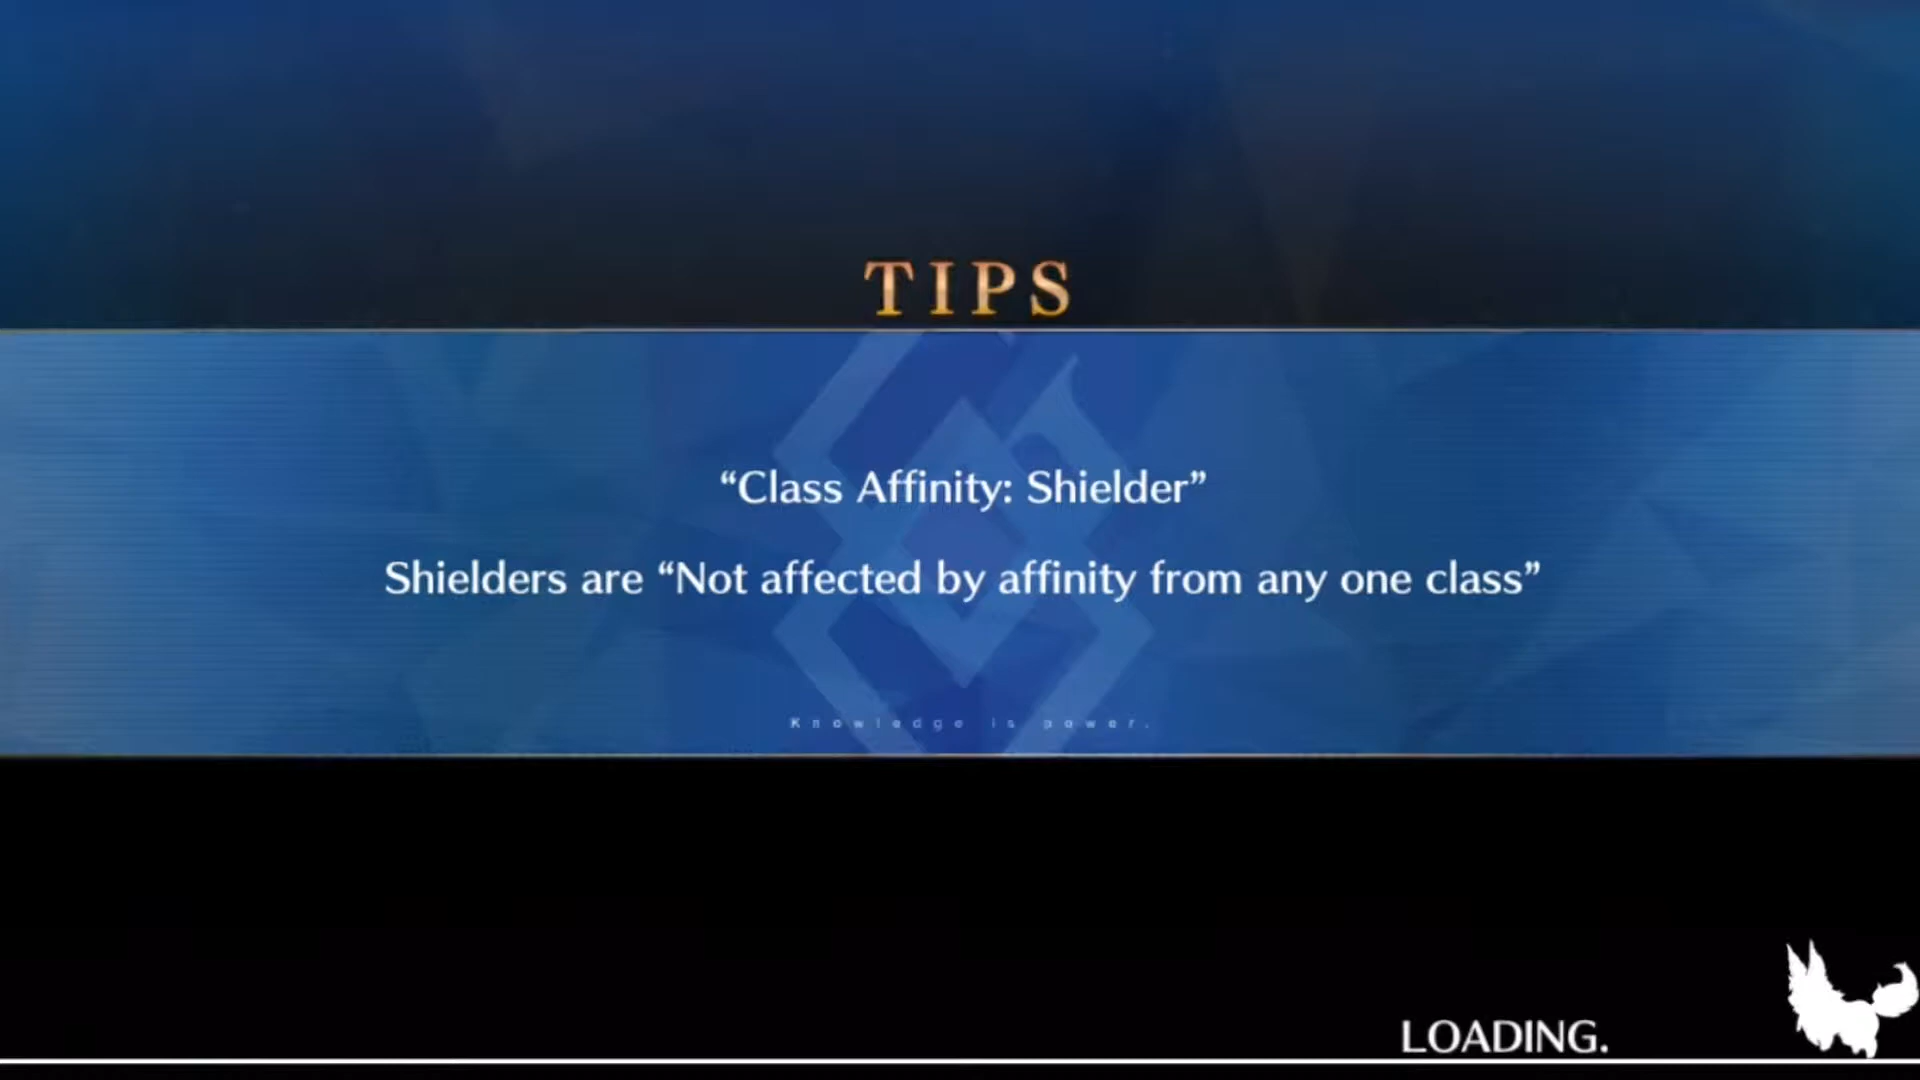 TIPS
“Class Affinity: Shielder”
Shielders are “Not affected by affinity from any one class”
Knowledge is power.
LOADING.